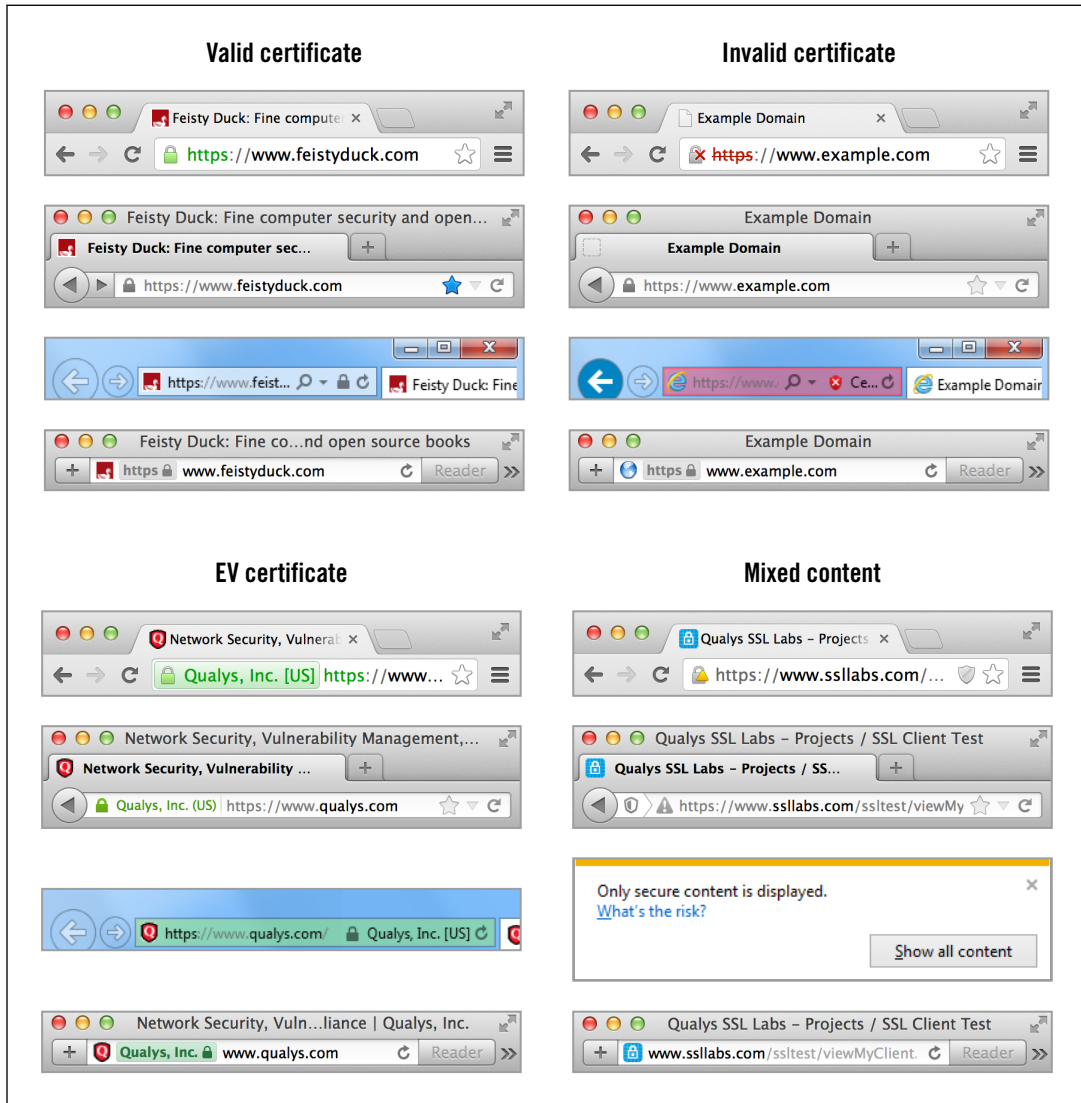 Valid certificate
Feisty Duck: Fine compute
https://www.feistyduck.com
Feisty Duck: Fine computer security and open...
Feisty Duck: Fine computer sec...
https://www.feistyduck.com
https://www.feist...
Feisty Duck: Fine
Feisty Duck: Fine co...nd open source books
https www.feistyduck.com Reader
Invalid certificate
Example Domain
https://www.example.com
Example Domain
Example Domain
https://www.example.com
https://www. Ce...
Example Domain
Example Domain
https www.example.com Reader
EV certificate
Network Security, Vulnerab
Qualys, Inc. [US] https://www...
Network Security, Vulnerability Management,...
Network Security, Vulnerability ...
Qualys, Inc. (US) https://www.qualys.com
https://www.qualys.com/ Qualys, Inc. [US]
Network Security, Vuln...liance | Qualys, Inc.
Qualys, Inc. www.qualys.com Reader
Mixed content
Qualys SSL Labs – Projects
https://www.ssllabs.com/...
Qualys SSL Labs – Projects / SSL Client Test
Qualys SSL Labs – Projects / SS...
https://www.ssllabs.com/ssltest/viewMy
Only secure content is displayed.
What's the risk?
Show all content
Qualys SSL Labs – Projects / SSL Client Test
www.ssllabs.com/ssltest/viewMyClient. Reader